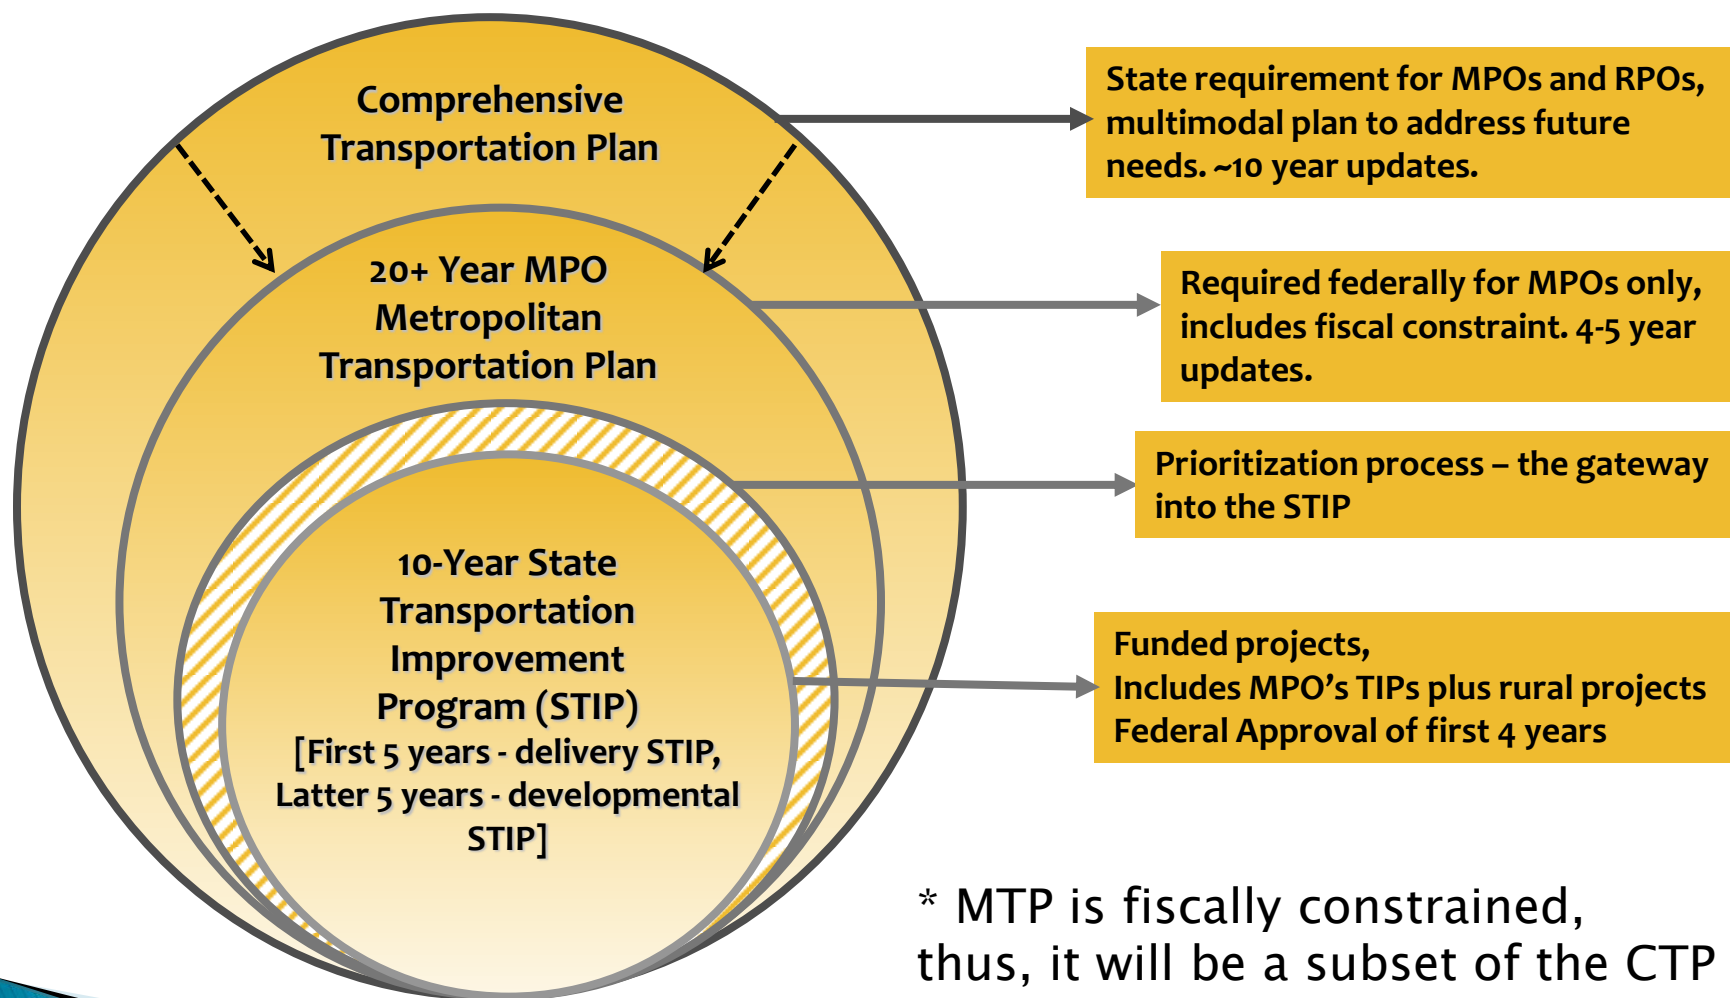 Comprehensive
Transportation Plan
20+ Year MPO
Metropolitan
Transportation Plan
10-Year State
Transportation
Improvement
Program (STIP)
[First 5 years - delivery STIP,
Latter 5 years - developmental
STIP]
State requirement for MPOs and RPOs,
multimodal plan to address future
needs. ~10 year updates.
Required federally for MPOs only,
includes fiscal constraint. 4-5 year
updates.
Prioritization process – the gateway
into the STIP
Funded projects,
Includes MPO’s TIPs plus rural projects
Federal Approval of first 4 years
* MTP is fiscally constrained,
thus, it will be a subset of the CTP